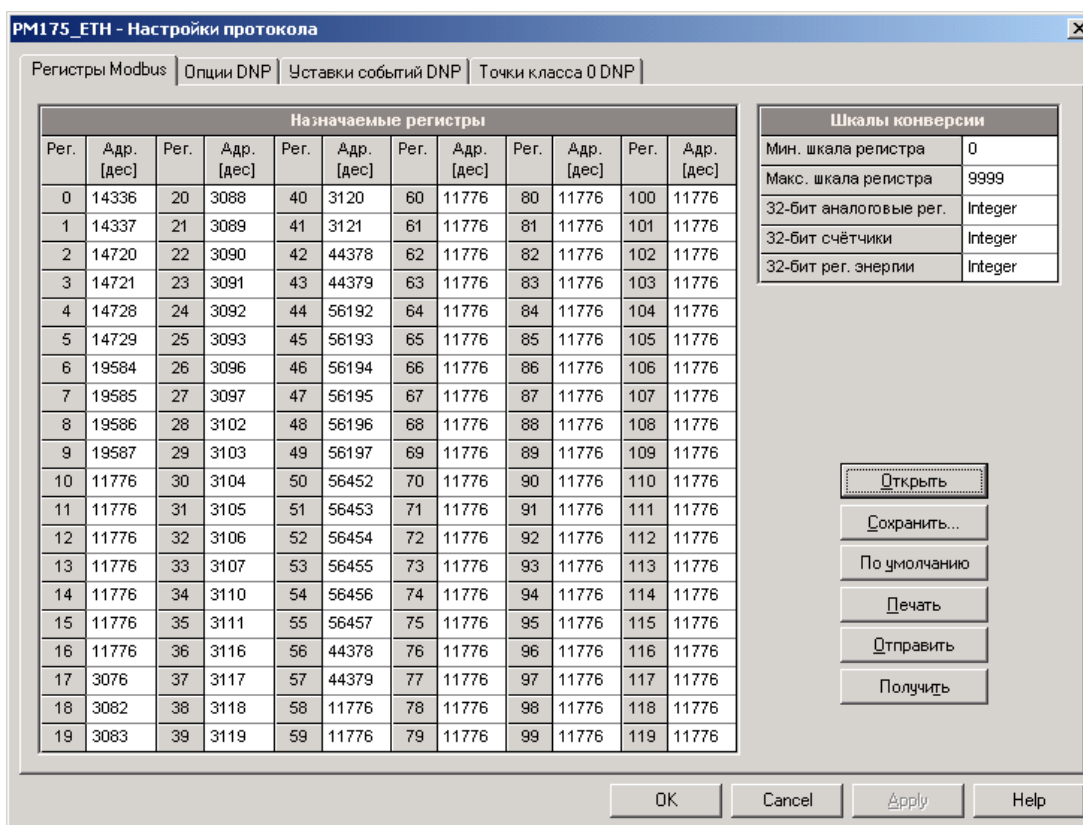 PM175_ETH - Настройки протокола
Регистры Modbus Опции DNP Уставки событий DNP Точки класса 0 DNP
Назначаемые регистры
Рег. Адр. [дес] Рег. Адр. [дес] Рег. Адр. [дес] Рег. Адр. [дес] Рег. Адр. [дес] Рег. Адр. [дес]
0 14336 20 3088 40 3120 60 11776 80 11776 100 11776
1 14337 21 3089 41 3121 61 11776 81 11776 101 11776
2 14720 22 3090 42 44378 62 11776 82 11776 102 11776
3 14721 23 3091 43 44379 63 11776 83 11776 103 11776
4 14728 24 3092 44 56192 64 11776 84 11776 104 11776
5 14729 25 3093 45 56193 65 11776 85 11776 105 11776
6 19584 26 3096 46 56194 66 11776 86 11776 106 11776
7 19585 27 3097 47 56195 67 11776 87 11776 107 11776
8 19586 28 3102 48 56196 68 11776 88 11776 108 11776
9 19587 29 3103 49 56197 69 11776 89 11776 109 11776
10 11776 30 3104 50 56452 70 11776 90 11776 110 11776
11 11776 31 3105 51 56453 71 11776 91 11776 111 11776
12 11776 32 3106 52 56454 72 11776 92 11776 112 11776
13 11776 33 3107 53 56455 73 11776 93 11776 113 11776
14 11776 34 3110 54 56456 74 11776 94 11776 114 11776
15 11776 35 3111 55 56457 75 11776 95 11776 115 11776
16 11776 36 3116 56 44378 76 11776 96 11776 116 11776
17 3076 37 3117 57 44379 77 11776 97 11776 117 11776
18 3082 38 3118 58 11776 78 11776 98 11776 118 11776
19 3083 39 3119 59 11776 79 11776 99 11776 119 11776
Шкалы конверсии
Мин. шкала регистра 0
Макс. шкала регистра 9999
32-бит аналоговые рег. Integer
32-бит счётчики Integer
32-бит рег. энергии Integer
Открыть
Сохранить...
По умолчанию
Печать
Отправить
Получить
OK Cancel Apply Help